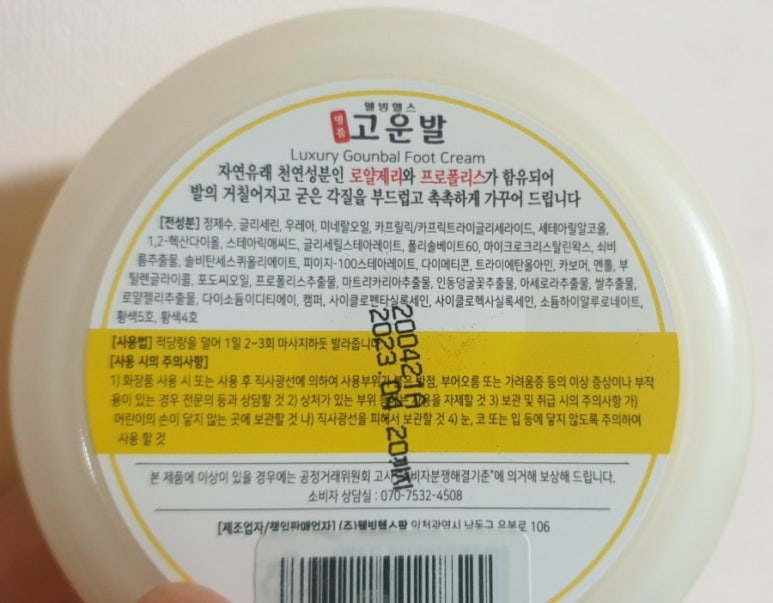 웰빙헬스
명품 고운발
Luxury Gounbal Foot Cream
자연유래 천연성분인 로얄제리와 프로폴리스가 함유되어
발의 거칠어지고 굳은 각질을 부드럽고 촉촉하게 가꾸어 드립니다
[전성분] 정제수, 글리세린, 우레아, 미네랄오일, 카프릴릭/카프릭트라이글리세라이드, 세테아릴알코올,
1,2-헥산다이올, 스테아릭애씨드, 글리세릴스테아레이트, 폴리솔베이트60, 마이크로크리스탈린왁스, 쇠비
름추출물, 솔비탄세스퀴올리에이트, 피이지-100스테아레이트, 다이메티콘, 트라이에탄올아민, 카보머, 멘톨, 부
틸렌글라이콜, 포도씨오일, 프로폴리스추출물, 마트리카리아추출물, 인동덩굴꽃추출물, 아세로라추출물, 쌀추출물,
로얄젤리추출물, 다이소듐이디티에이, 캠퍼, 사이클로펜타실록세인, 사이클로헥사실록세인, 소듐하이알루로네이트,
황색5호, 황색4호
[사용법] 적당량을 덜어 1일 2~3회 마사지하듯 발라줍니다
[사용 시의 주의사항]
1) 화장품 사용 시 또는 사용 후 직사광선에 의하여 사용부위가 반점, 부어오름 또는 가려움증 등의 이상 증상이나 부작
용이 있는 경우 전문의 등과 상담할 것 2) 상처가 있는 부위 사용을 자제할 것 3) 보관 및 취급 시의 주의사항 가)
어린이의 손이 닿지 않는 곳에 보관할 것 나) 직사광선을 피해서 보관할 것 4) 눈, 코 또는 입 등에 닿지 않도록 주의하여
사용 할 것
200421
2023. 04. 20까지
본 제품에 이상이 있을 경우에는 공정거래위원회 고시 비자분쟁해결기준"에 의거해 보상해 드립니다.
소비자 상담실 : 070-7532-4508
[제조업자/책임판매업자] (주)웰빙헬스팜 인천광역시 남동구 은봉로 106